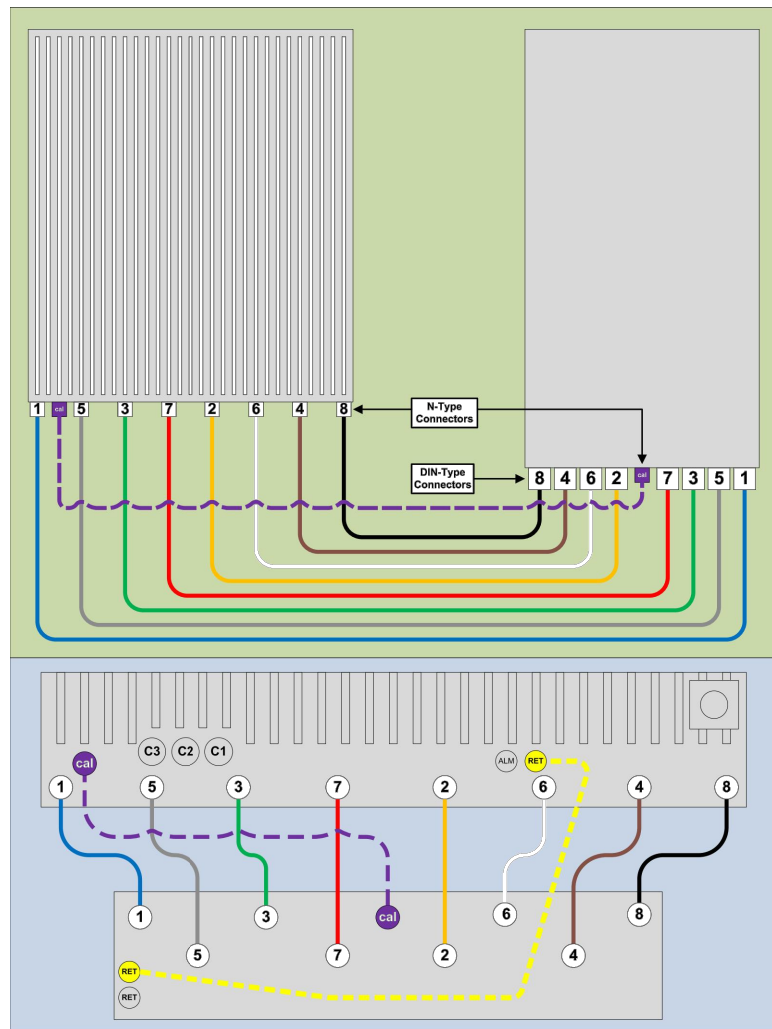 1 cal 5 3 7 2 6 4 8
N-Type
Connectors
DIN-Type
Connectors
8 4 6 2 cal 7 3 5 1
C3 C2 C1
ALM RET
cal
1 5 3 7 2 6 4 8
1 3 cal 6 8
5 7 2 4
RET
RET